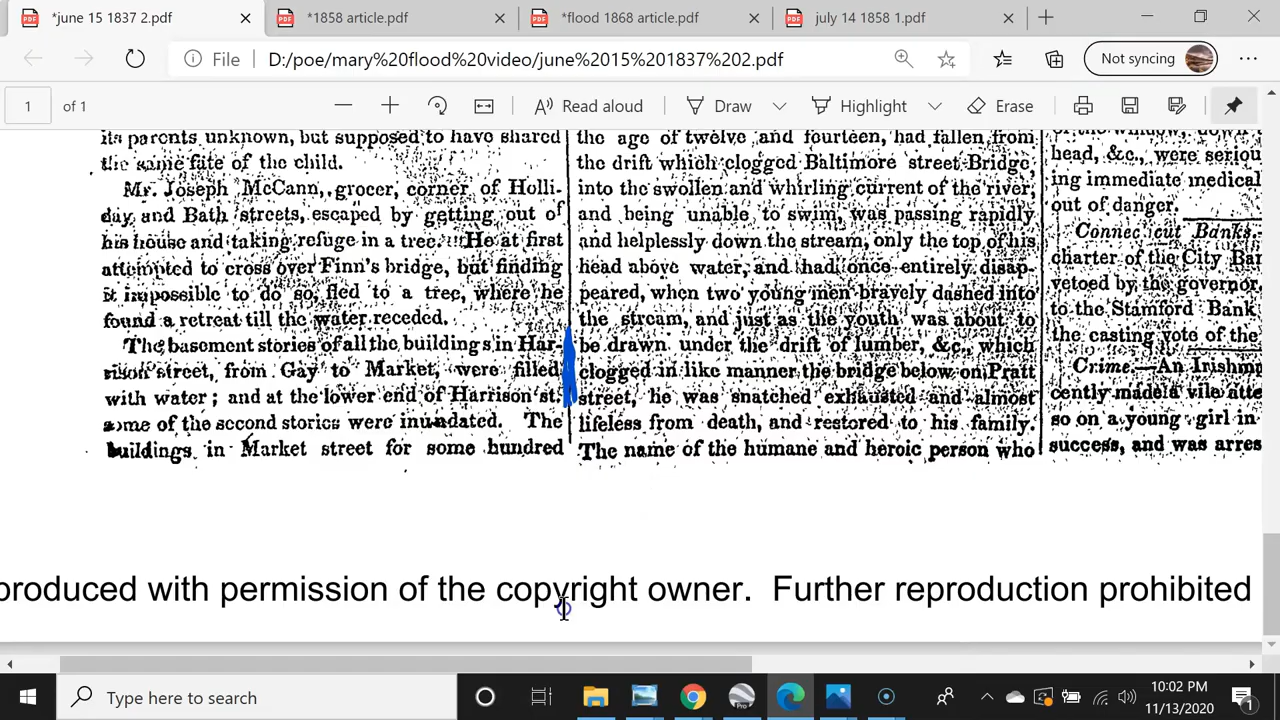 *june 15 1837 2.pdf
*1858 article.pdf
*flood 1868 article.pdf
july 14 1858 1.pdf
File
D:/poe/mary%20flood%20video/june%2015%201837%202.pdf
Not syncing
1
of 1
Read aloud
Draw
Highlight
Erase
its parents unknown, but supposed to have shared
the same fate of the child.
Mr. Joseph McCann, grocer, corner of Holli-
day and Bath streets, escaped by getting out of
his house and taking refuge in a tree. He at first
attempted to cross over Finn's bridge, but finding
it impossible to do so, fled to a tree, where he
found a retreat till the water receded.
The basement stories of all the buildings in Har-
rison street, from Gay to Market, were filled
with water; and at the lower end of Harrison st.
some of the second stories were inundated. The
buildings in Market street for some hundred
the age of twelve and fourteen, had fallen from
the drift which clogged Baltimore street Bridge,
into the swollen and whirling current of the river,
and being unable to swim, was passing rapidly
and helplessly down the stream, only the top of his
head above water, and had once entirely disap-
peared, when two young men bravely dashed into
the stream, and just as the youth was about to
be drawn under the drift of lumber, &c., which
clogged in like manner the bridge below on Pratt
street, he was snatched exhausted and almost
lifeless from death, and restored to his family.
The name of the humane and heroic person who
of the window, down
head, &c., were seriou
ing immediate medical
out of danger.
Connecticut Banks.-
charter of the City Ban
vetoed by the governor,
to the Stamford Bank
the casting vote of the
Crime.—An Irishm
cently made a vile atte
so on a young girl in
success, and was arres
produced with permission of the copyright owner. Further reproduction prohibited
Type here to search
Pro
10:02 PM
11/13/2020
1